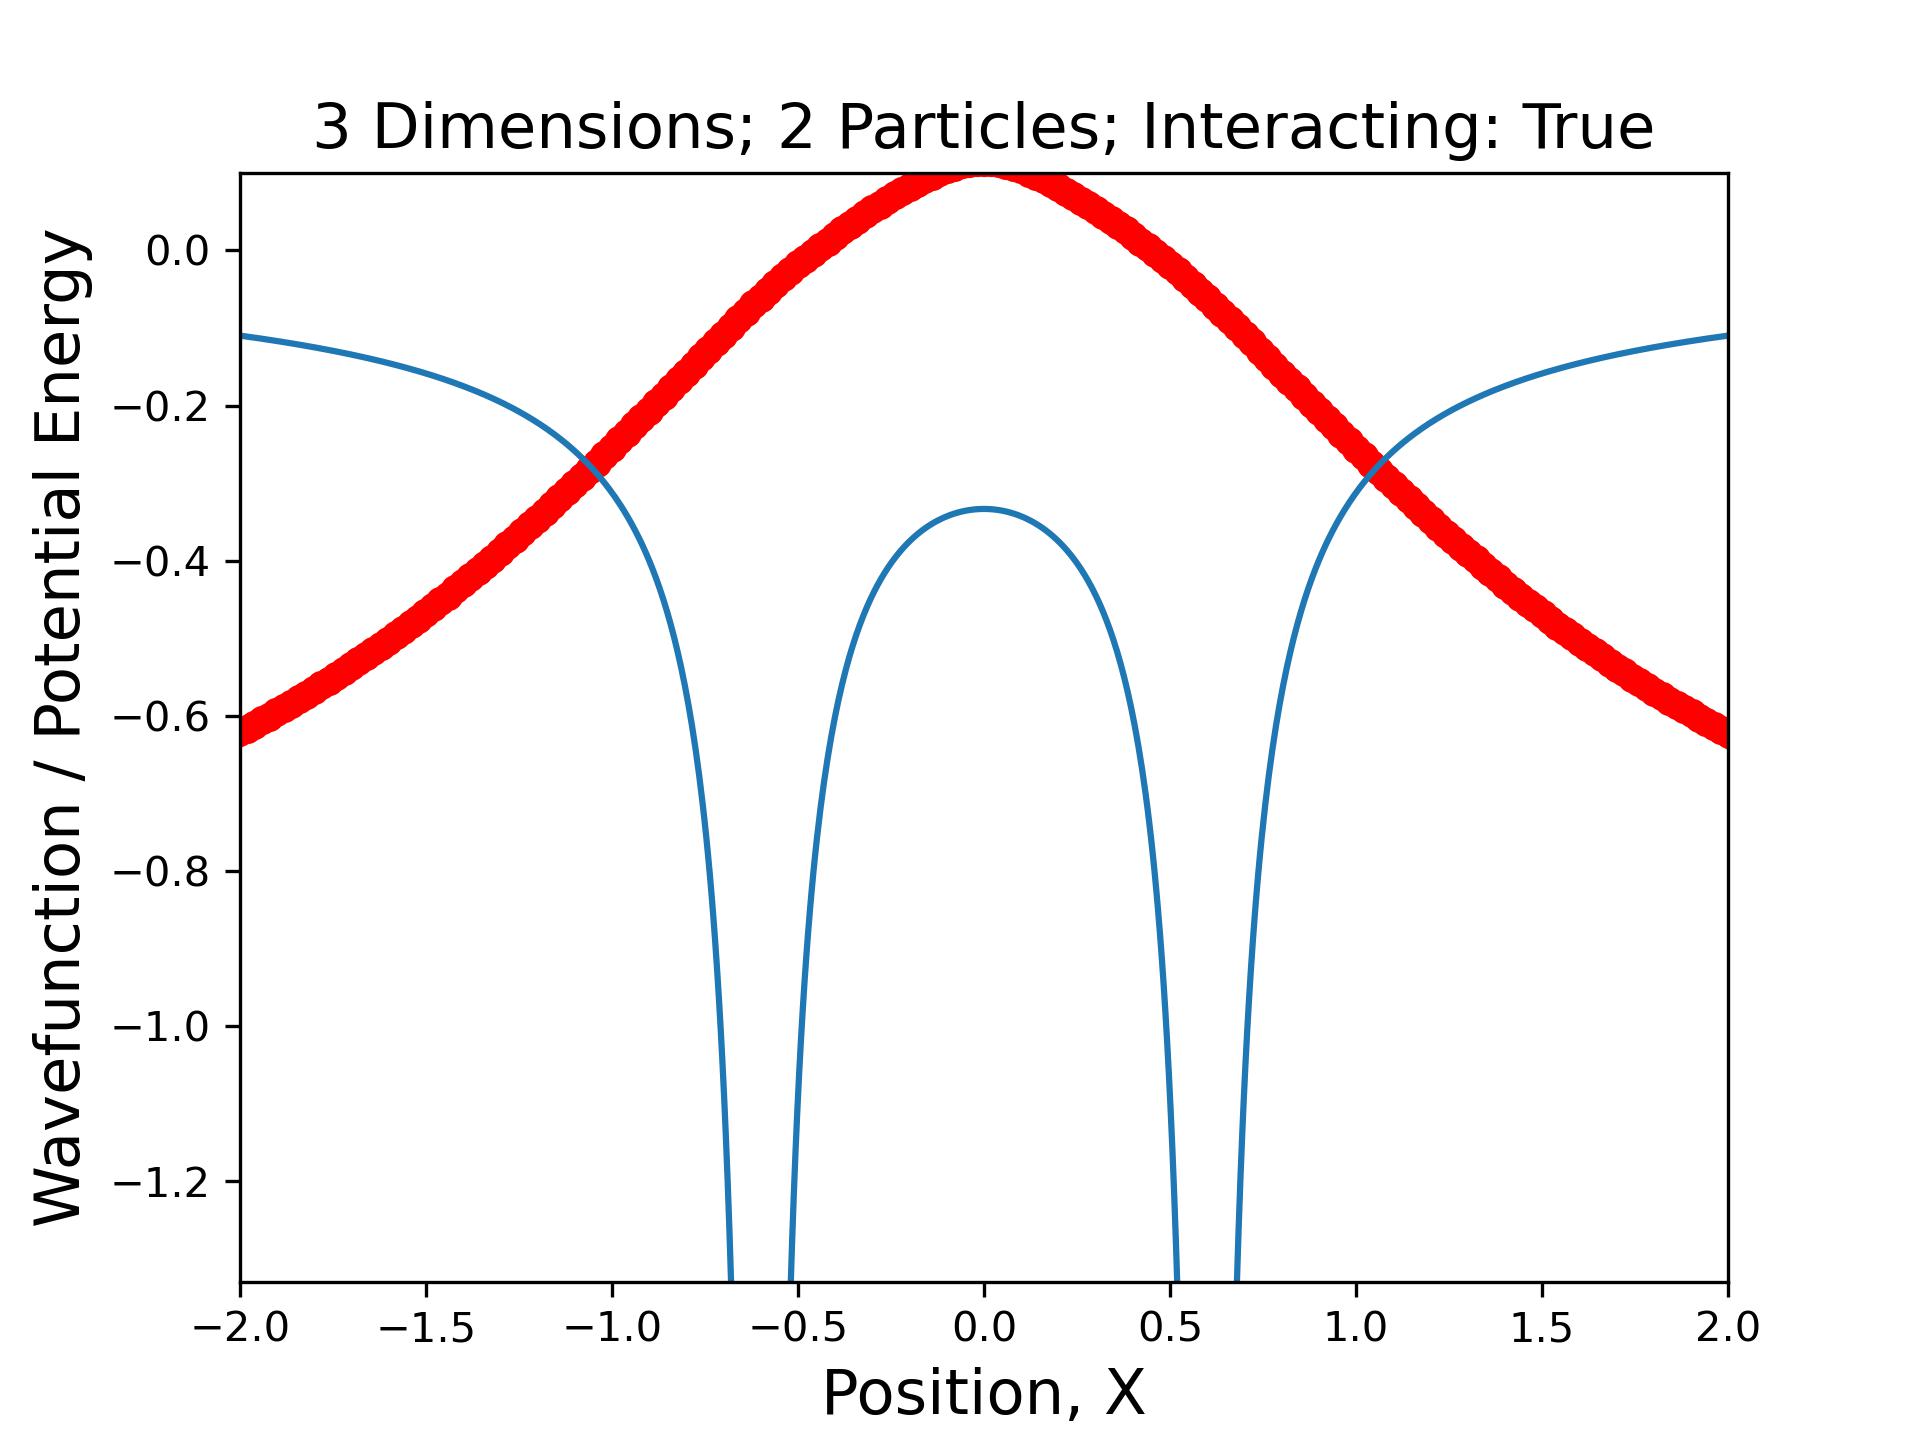 3 Dimensions; 2 Particles; Interacting: True
Wavefunction / Potential Energy
0.0
−0.2
−0.4
−0.6
−0.8
−1.0
−1.2
−2.0 −1.5 −1.0 −0.5 0.0 0.5 1.0 1.5 2.0
Position, X